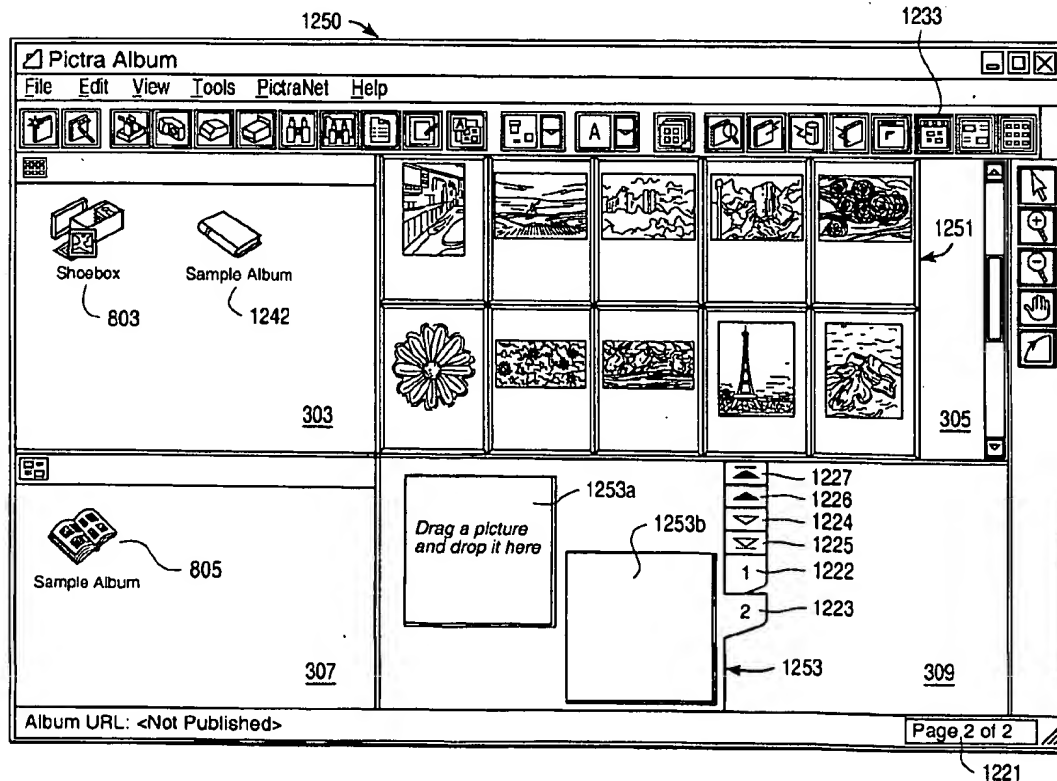 1250
1233
Pictra Album
File Edit View Tools PictraNet Help
A
1251
Shoebox
Sample Album
803
1242
303
305
1253a
Drag a picture
and drop it here
1253b
1227
1226
1224
1225
1
1222
2
1223
Sample Album
805
1253
307
309
Album URL: <Not Published>
Page 2 of 2
1221